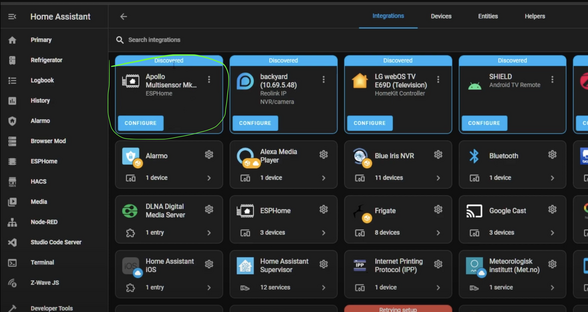 Home Assistant
Integrations
Devices
Entities
Helpers
Primary
Refrigerator
Logbook
History
Alarmo
Browser Mod
ESPHome
HACS
Media
Node-RED
Studio Code Server
Terminal
Z-Wave JS
Developer Tools
Search integrations
Discovered
Apollo
Multisensor Mk...
ESPHome
CONFIGURE
Discovered
backyard
(10.69.5.48)
Reolink IP
NVR/camera
CONFIGURE
Discovered
LG webOS TV
E69D (Television)
HomeKit Controller
CONFIGURE
Discovered
SHIELD
Android TV Remote
CONFIGURE
Alarmo
1 device
Alexa Media
Player
1 device
Blue Iris NVR
11 devices
Bluetooth
1 device
DLNA Digital
Media Server
1 entry
ESPHome
3 devices
Frigate
8 devices
Google Cast
3 devices
Home Assistant
iOS
1 entry
Home Assistant
Supervisor
12 services
IPP
Internet Printing
Protocol (IPP)
1 device
Meteorologisk
institutt (Met.no)
1 service
Retrying setup